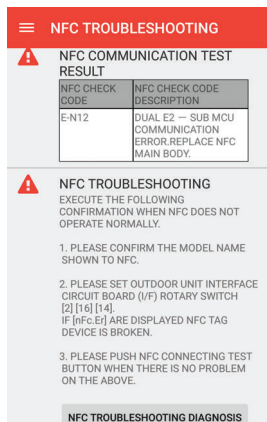 NFC TROUBLESHOOTING
NFC COMMUNICATION TEST
RESULT
NFC CHECK
CODE
NFC CHECK CODE
DESCRIPTION
E-N12
DUAL E2 — SUB MCU
COMMUNICATION
ERROR.REPLACE NFC
MAIN BODY.
NFC TROUBLESHOOTING
EXECUTE THE FOLLOWING
CONFIRMATION WHEN NFC DOES NOT
OPERATE NORMALLY.
1. PLEASE CONFIRM THE MODEL NAME
SHOWN TO NFC.
2. PLEASE SET OUTDOOR UNIT INTERFACE
CIRCUIT BOARD (I/F) ROTARY SWITCH
[2] [16] [14].
IF [nFc.Er] ARE DISPLAYED NFC TAG
DEVICE IS BROKEN.
3. PLEASE PUSH NFC CONNECTING TEST
BUTTON WHEN THERE IS NO PROBLEM
ON THE ABOVE.
NFC TROUBLESHOOTING DIAGNOSIS